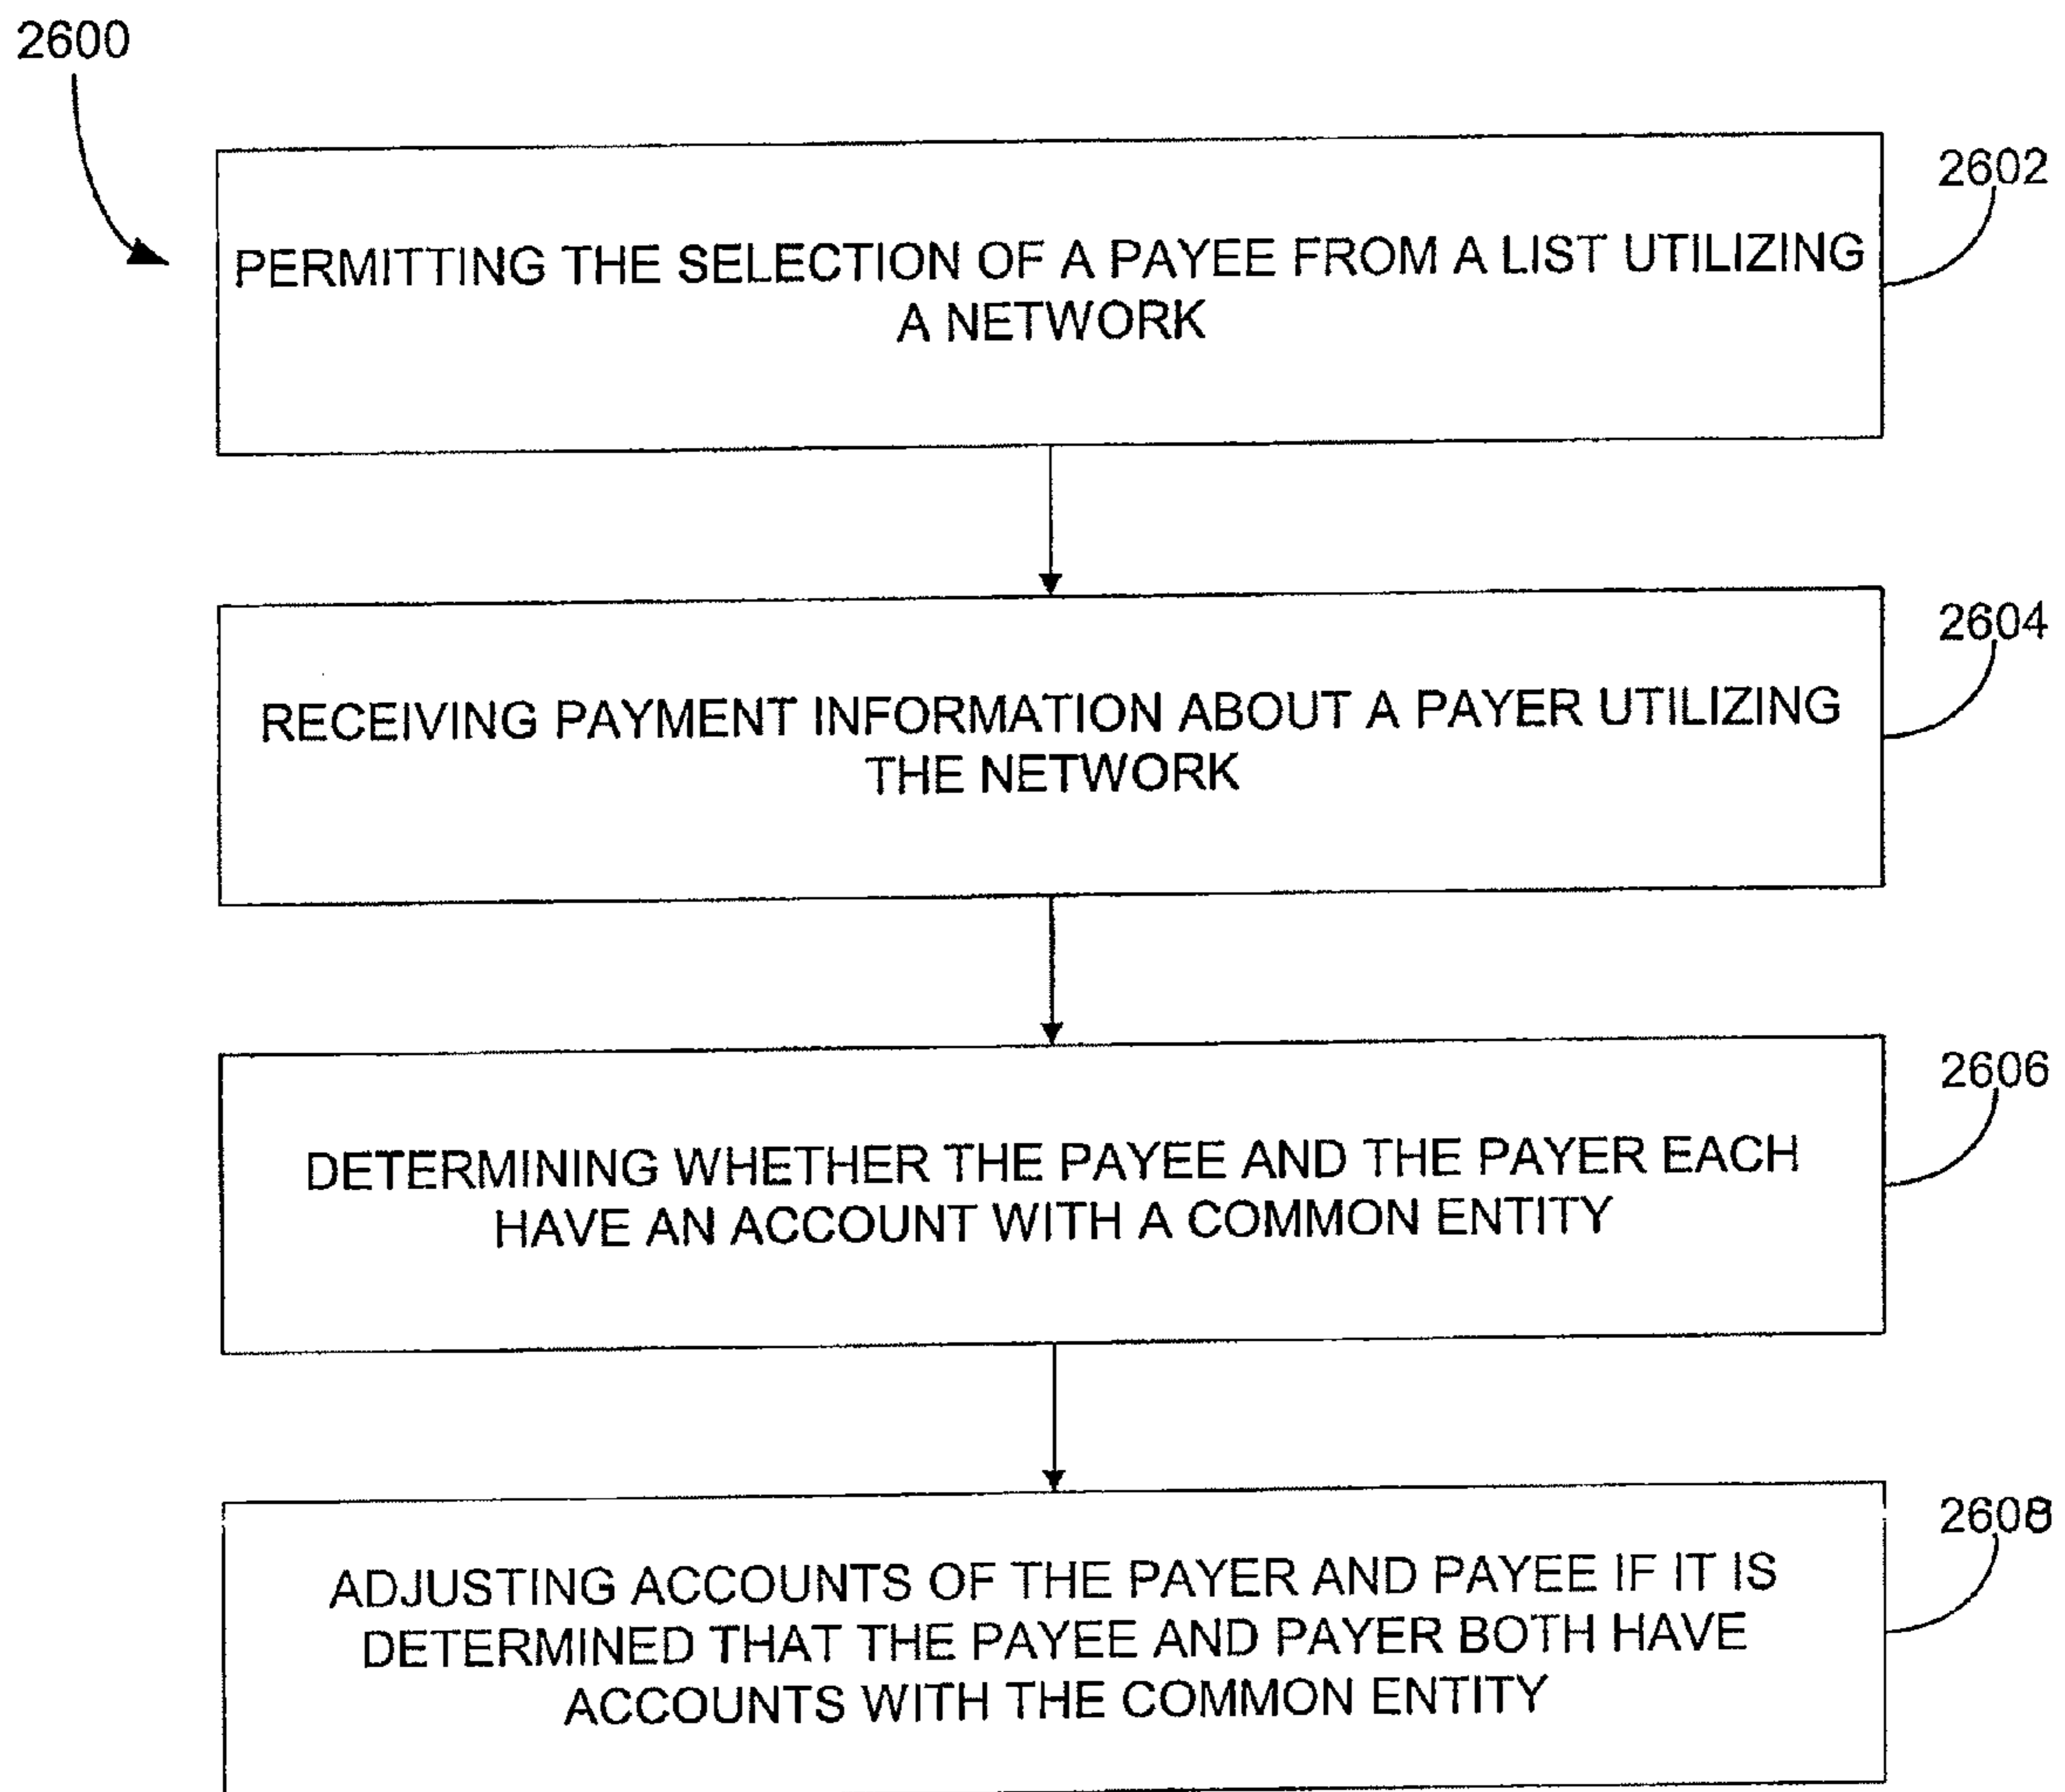 2600
2602
PERMITTING THE SELECTION OF A PAYEE FROM A LIST UTILIZING
A NETWORK
2604
RECEIVING PAYMENT INFORMATION ABOUT A PAYER UTILIZING
THE NETWORK
2606
DETERMINING WHETHER THE PAYEE AND THE PAYER EACH
HAVE AN ACCOUNT WITH A COMMON ENTITY
2608
ADJUSTING ACCOUNTS OF THE PAYER AND PAYEE IF IT IS
DETERMINED THAT THE PAYEE AND PAYER BOTH HAVE
ACCOUNTS WITH THE COMMON ENTITY